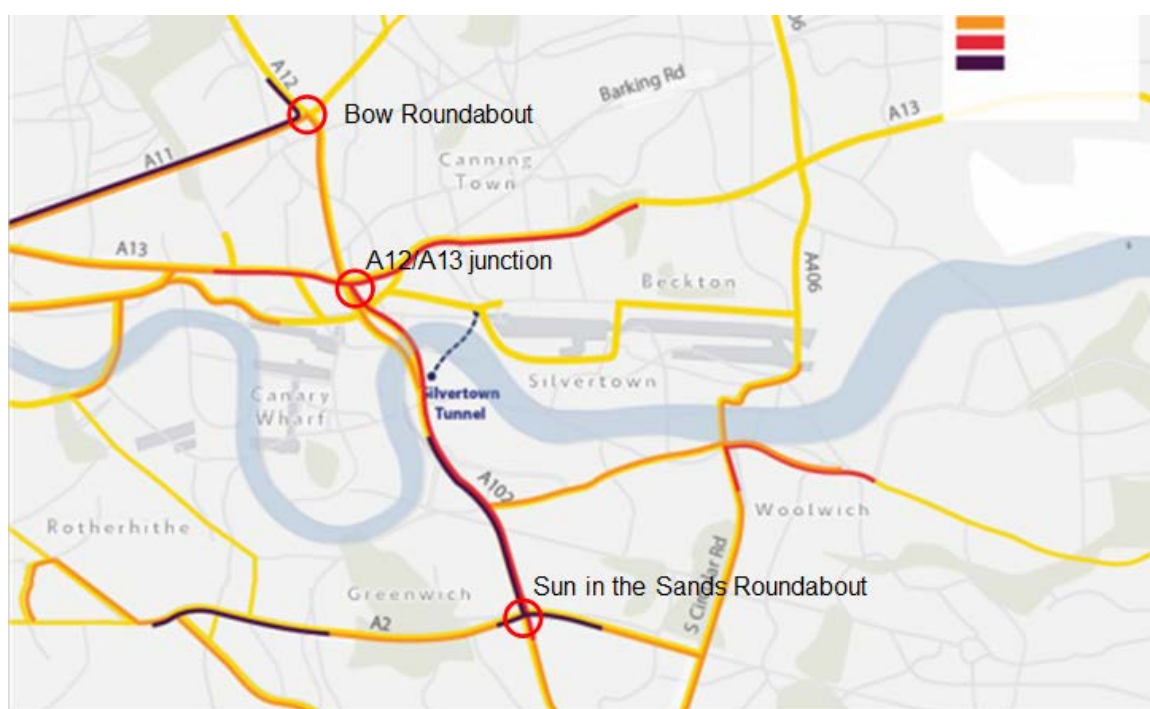 A12
06
Barking Rd
A13
Bow Roundabout
A11
Canning
Town
A13
A12/A13 junction
A406
Beckton
Silvertown
Canary
Wharf
Silvertown
Tunnel
A102
Rotherhithe
Woolwich
Sun in the Sands Roundabout
Greenwich
S Circular Rd
A2